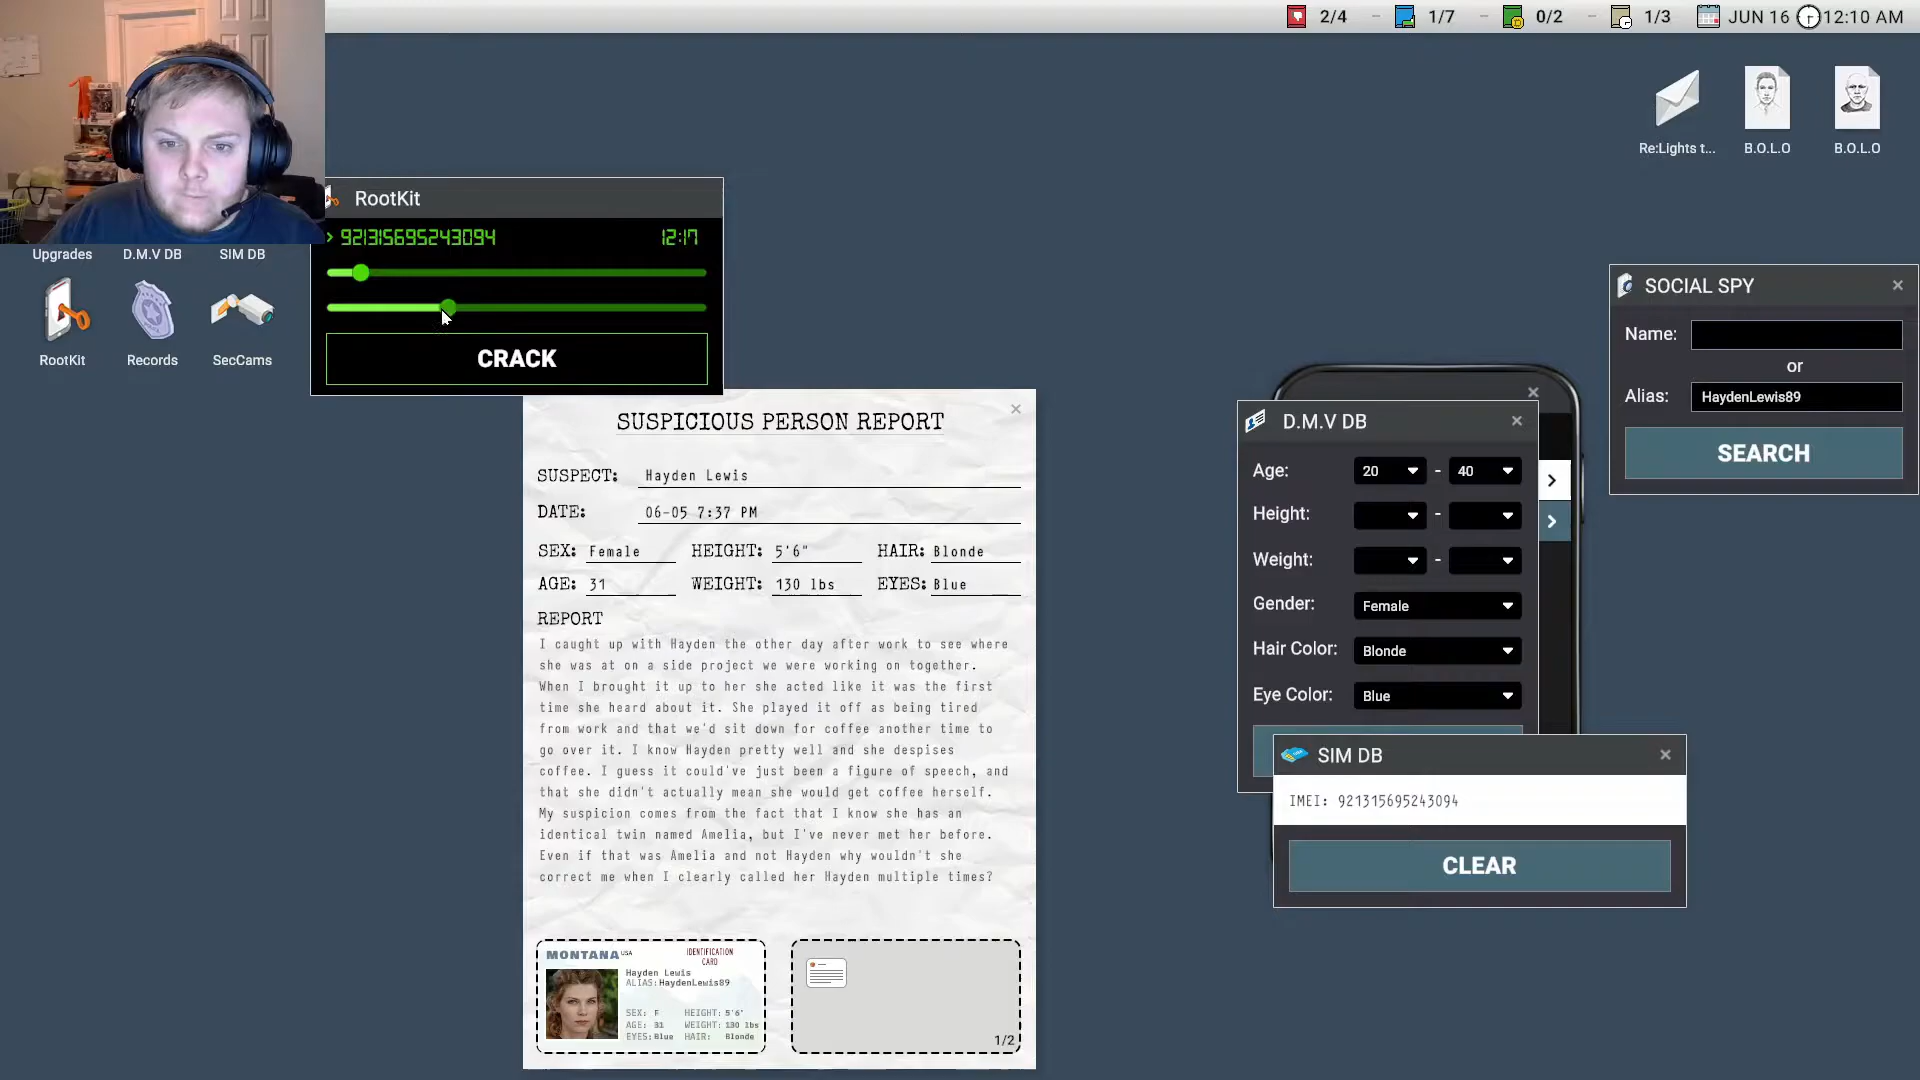 2/4
1/7
0/2
1/3
JUN 16
12:10 AM
Re:Lights t...
B.O.L.O
B.O.L.O
Upgrades
D.M.V DB
SIM DB
RootKit
Records
SecCams
RootKit
> 921315695243094
12:17
CRACK
SUSPICIOUS PERSON REPORT
SUSPECT: Hayden Lewis
DATE: 06-05 7:37 PM
SEX: Female HEIGHT: 5'6" HAIR: Blonde
AGE: 31 WEIGHT: 130 lbs EYES: Blue
REPORT
I caught up with Hayden the other day after work to see where
she was at on a side project we were working on together.
When I brought it up to her she acted like it was the first
time she heard about it. She played it off as being tired
from work and that we'd sit down for coffee another time to
go over it. I know Hayden pretty well and she despises
coffee. I guess it could've just been a figure of speech, and
that she didn't actually mean she would get coffee herself.
My suspicion comes from the fact that I know she has an
identical twin named Amelia, but I've never met her before.
Even if that was Amelia and not Hayden why wouldn't she
correct me when I clearly called her Hayden multiple times?
MONTANA USA
IDENTIFICATION
CARD
Hayden Lewis
ALIAS:HaydenLewis89
SEX: F HEIGHT: 5'6"
AGE: 31 WEIGHT: 130 lbs
EYES:Blue HAIR: Blonde
1/2
D.M.V DB
Age: 20 - 40
Height: -
Weight: -
Gender: Female
Hair Color: Blonde
Eye Color: Blue
SIM DB
IMEI: 921315695243094
CLEAR
SOCIAL SPY
Name:
or
Alias: HaydenLewis89
SEARCH